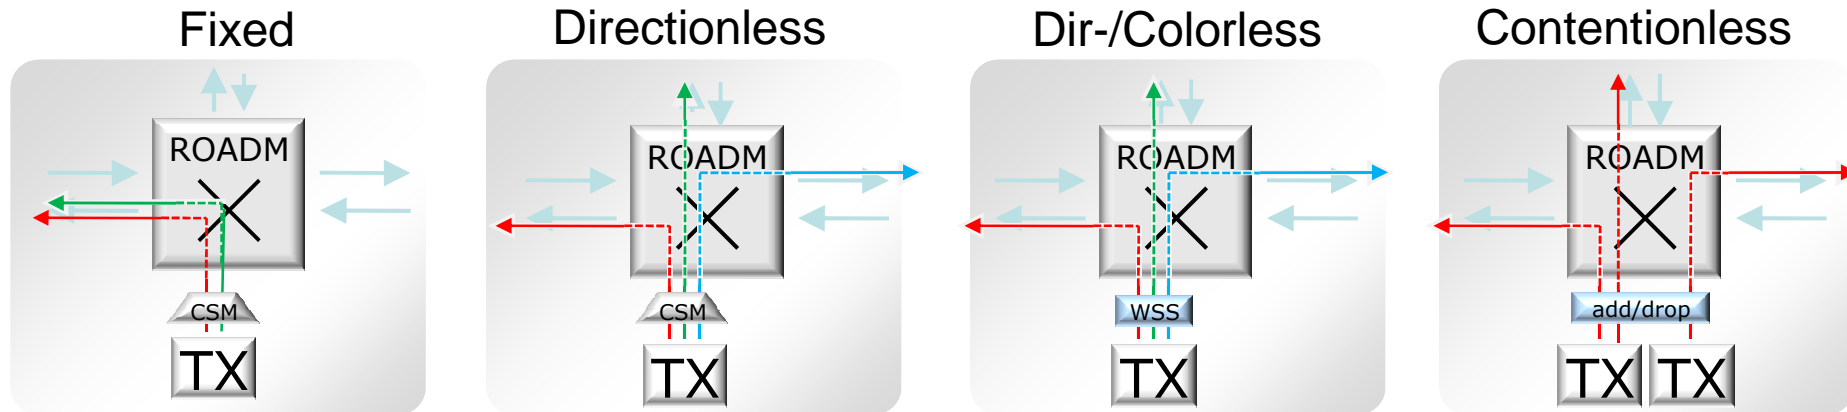 Fixed
Directionless
Dir-/Colorless
Contentionless
ROADM
CSM
TX
ROADM
CSM
TX
ROADM
WSS
TX
ROADM
add/drop
TX
TX